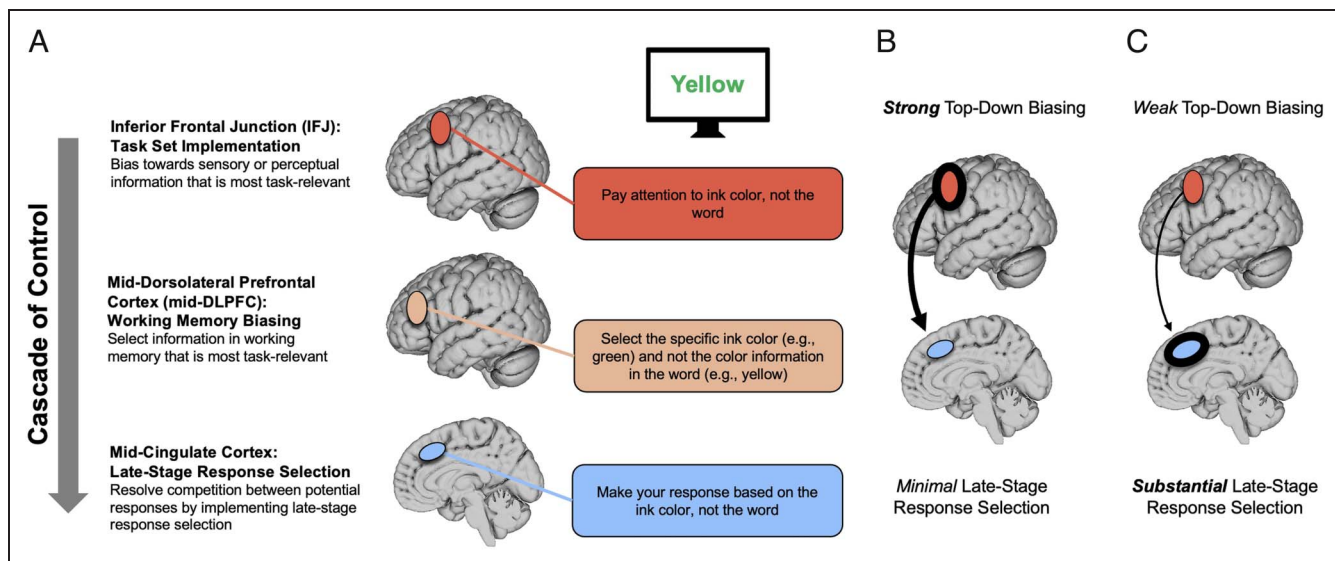 A
Cascade of Control
Inferior Frontal Junction (IFJ):
Task Set Implementation
Bias towards sensory or perceptual
information that is most task-relevant
Yellow
Pay attention to ink color, not the
word
Mid-Dorsolateral Prefrontal
Cortex (mid-DLPFC):
Working Memory Biasing
Select information in working
memory that is most task-relevant
Select the specific ink color (e.g.,
green) and not the color information
in the word (e.g., yellow)
Mid-Cingulate Cortex:
Late-Stage Response Selection
Resolve competition between potential
responses by implementing late-stage
response selection
Make your response based on the
ink color, not the word
B
Strong Top-Down Biasing
Minimal Late-Stage
Response Selection
C
Weak Top-Down Biasing
Substantial Late-Stage
Response Selection